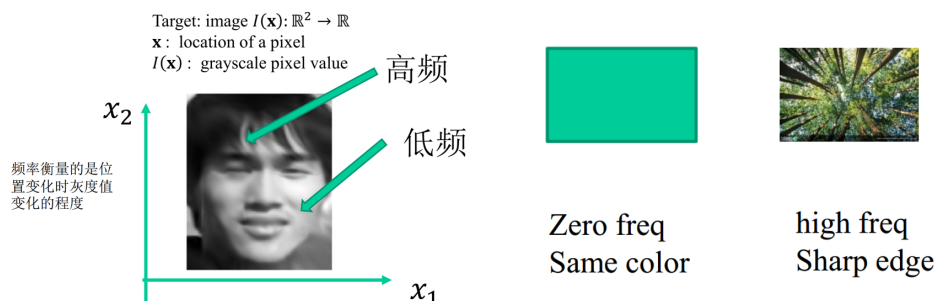 Target: image I(𝐱): ℝ² → ℝ
𝐱 : location of a pixel
I(𝐱) : grayscale pixel value
高频
x₂
低频
频率衡量的是位
置变化时灰度值
变化的程度
x₁
Zero freq
Same color
high freq
Sharp edge